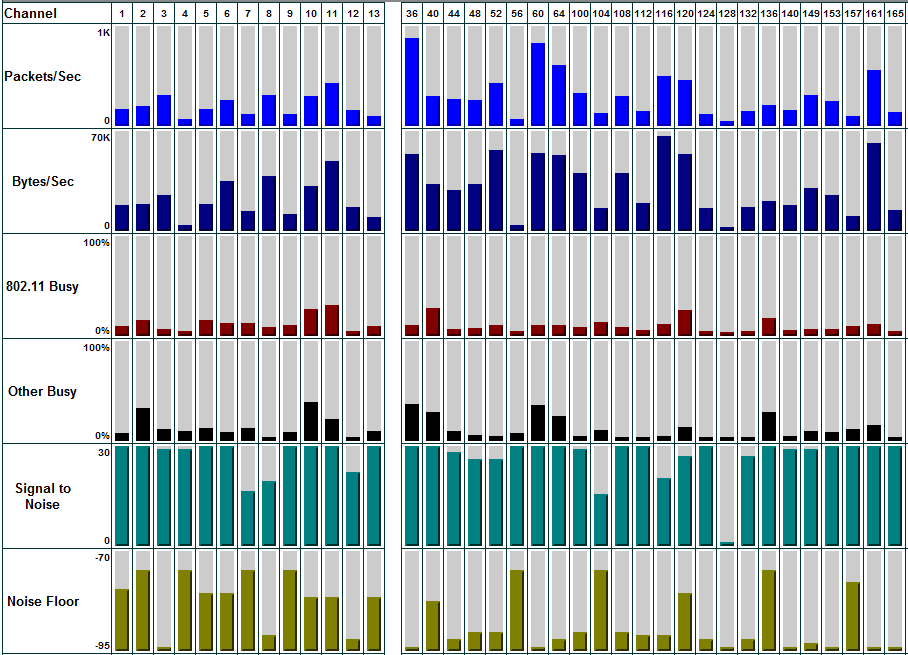 Channel 1 2 3 4 5 6 7 8 9 10 11 12 13 36 40 44 48 52 56 60 64 100 104 108 112 116 120 124 128 132 136 140 149 153 157 161 165
1K
Packets/Sec
0
70K
Bytes/Sec
0
100%
802.11 Busy
0%
100%
Other Busy
0%
30
Signal to
Noise
0
-70
Noise Floor
-95